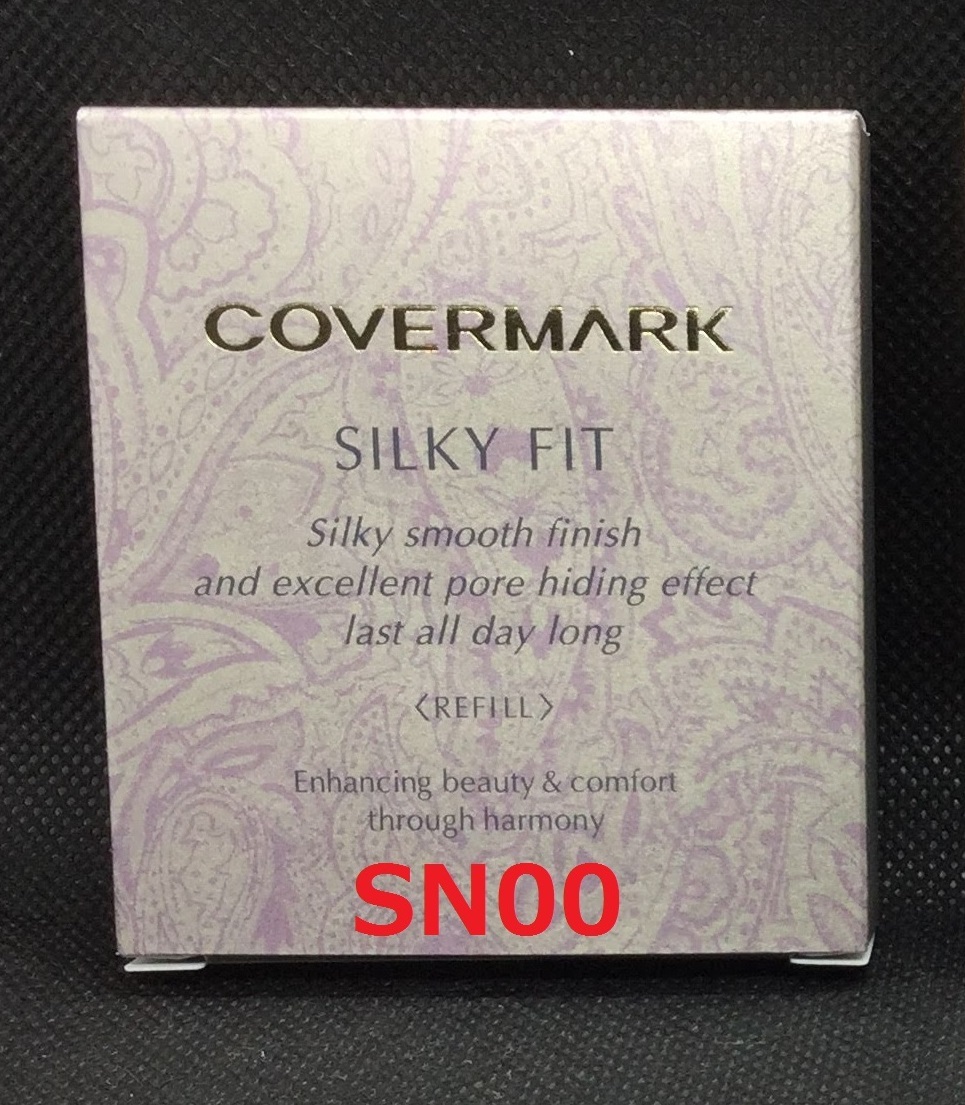 COVERMARK
SILKY FIT
Silky smooth finish
and excellent pore hiding effect
last all day long
〈REFILL〉
Enhancing beauty & comfort
through harmony
SN00